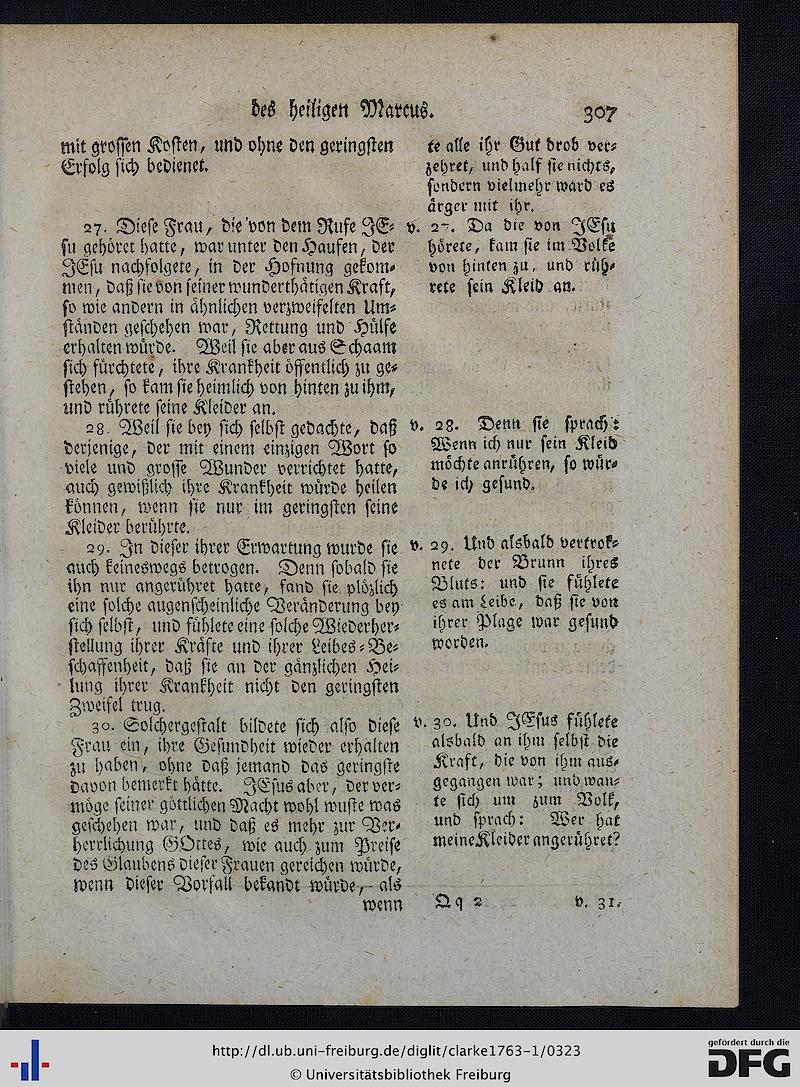 des heiligen Marcus. 307
mit grossen Kosten, und ohne den geringsten
Erfolg sich bedienet.
27. Diese Frau, die von dem Rufe JE-
su gehöret hatte, war unter den Haufen, der
JEsu nachfolgete, in der Hofnung gekom-
men, daß sie von seiner wunderthätigen Kraft,
so wie andern in ähnlichen verzweifelten Um-
ständen geschehen war, Rettung und Hülfe
erhalten würde. Weil sie aber aus Schaam
sich fürchtete, ihre Krankheit öffentlich zu ge-
stehen, so kam sie heimlich von hinten zu ihm,
und rührete seine Kleider an.
28. Weil sie bey sich selbst gedachte, daß
derjenige, der mit einem einzigen Wort so
viele und grosse Wunder verrichtet hatte,
auch gewißlich ihre Krankheit würde heilen
können, wenn sie nur im geringsten seine
Kleider berührte.
29. In dieser ihrer Erwartung wurde sie
auch keineswegs betrogen. Denn sobald sie
ihn nur angerühret hatte, fand sie plözlich
eine solche augenscheinliche Veränderung bey
sich selbst, und fühlete eine solche Wiederher-
stellung ihrer Kräfte und ihrer Leibes-Be-
schaffenheit, daß sie an der gänzlichen Hei-
lung ihrer Krankheit nicht den geringsten
Zweifel trug.
30. Solchergestalt bildete sich also diese
Frau ein, ihre Gesundheit wieder erhalten
zu haben, ohne daß jemand das geringste
davon bemerkt hätte. JEsus aber, der ver-
möge seiner göttlichen Macht wohl wuste was
geschehen war, und daß es mehr zur Ver-
herrlichung GOttes, wie auch zum Preise
des Glaubens dieser Frauen gereichen würde,
wenn dieser Vorfall bekandt würde, als
wenn
te alle ihr Gut drob ver-
zehret, und half sie nichts,
sondern vielmehr ward es
ärger mit ihr.
v. 27. Da die von JEsu
hörete, kam sie im Volke
von hinten zu, und rüh-
rete sein Kleid an.
v. 28. Denn sie sprach:
Wenn ich nur sein Kleid
möchte anrühren, so wür-
de ich gesund.
v. 29. Und alsbald vertrok-
nete der Brunn ihres
Bluts: und sie fühlete
es am Leibe, daß sie von
ihrer Plage war gesund
worden.
v. 30. Und JEsus fühlete
alsbald an ihm selbst die
Kraft, die von ihm aus-
gegangen war; und wan-
te sich um zum Volk,
und sprach: Wer hat
meine Kleider angerühret?
Qq 2 v. 31.
http://dl.ub.uni-freiburg.de/diglit/clarke1763-1/0323
© Universitätsbibliothek Freiburg
gefördert durch die
DFG